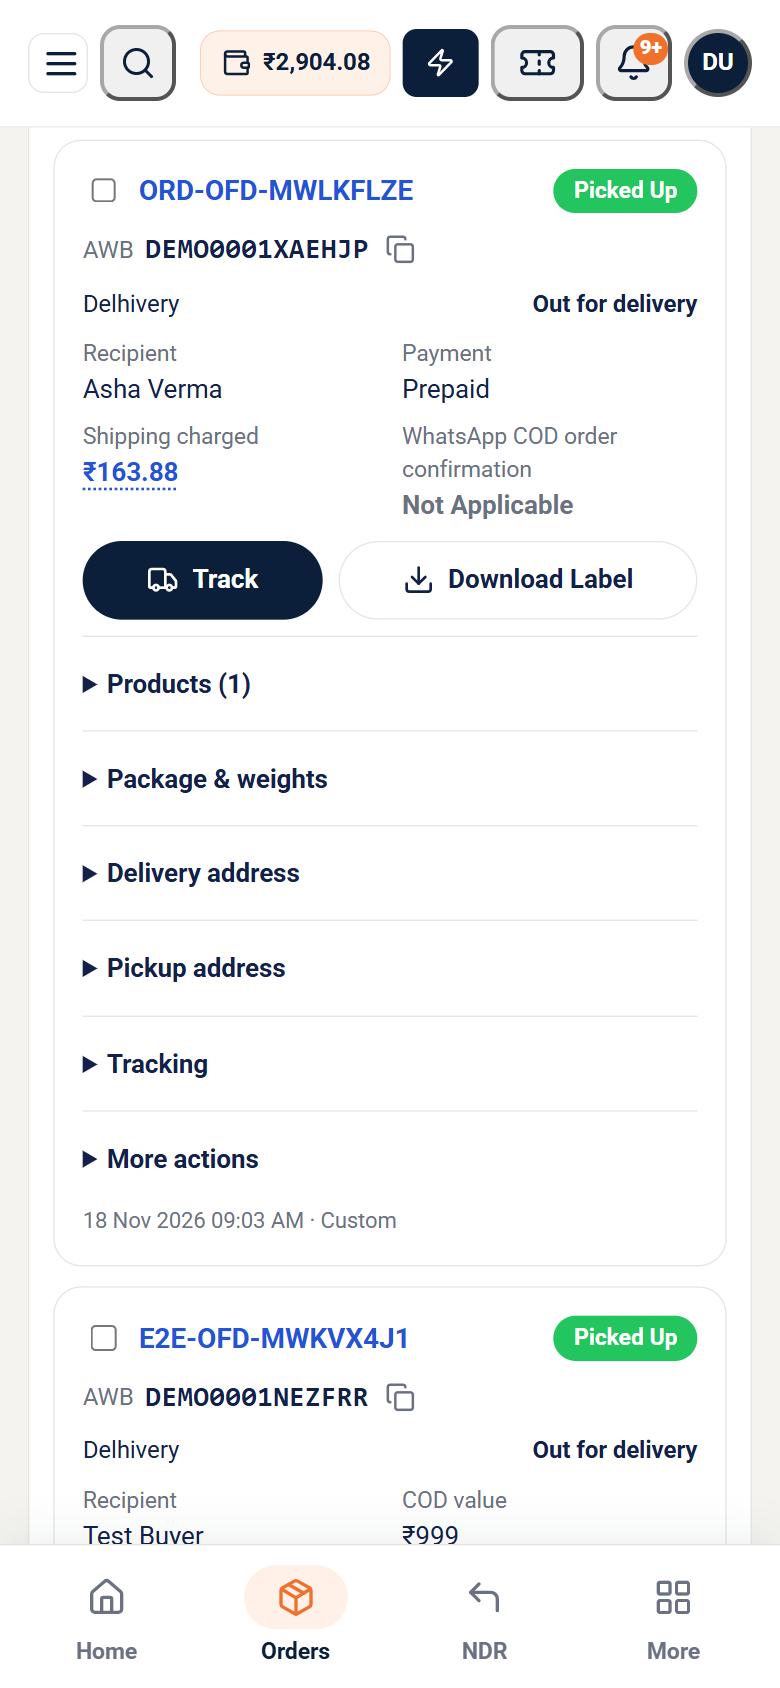 ₹2,904.08
9+
DU
ORD-OFD-MWLKFLZE
Picked Up
AWB DEMO0001XAEHJP
Delhivery
Out for delivery
Recipient
Payment
Asha Verma
Prepaid
Shipping charged
WhatsApp COD order
confirmation
₹163.88
Not Applicable
Track
Download Label
Products (1)
Package & weights
Delivery address
Pickup address
Tracking
More actions
18 Nov 2026 09:03 AM · Custom
E2E-OFD-MWKVX4J1
Picked Up
AWB DEMO0001NEZFRR
Delhivery
Out for delivery
Recipient
COD value
Test Buyer
₹999
Home
Orders
NDR
More